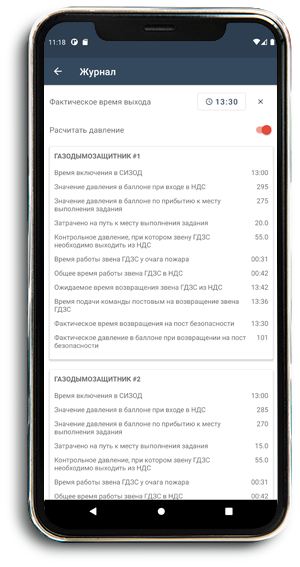 11:18
Журнал
Фактическое время выхода 13:30
Расчитать давление
ГАЗОДЫМОЗАЩИТНИК #1
Время включения в СИЗОД 13:00
Значение давления в баллоне при входе в НДС 295
Значение давления в баллоне по прибытию к месту 275
выполнения задания
Затрачено на путь к месту выполнения задания 20.0
Контрольное давление, при котором звену ГДЗС 55.0
необходимо выходить из НДС
Время работы звена ГДЗС у очага пожара 00:31
Общее время работы звена ГДЗС в НДС 00:42
Ожидаемое время возвращения звена ГДЗС из НДС 13:42
Время подачи команды постовым на возвращение звена 13:36
ГДЗС
Фактическое время возвращения на пост безопасности 13:30
Фактическое давление в баллоне при возвращении на пост 101
безопасности
ГАЗОДЫМОЗАЩИТНИК #2
Время включения в СИЗОД 13:00
Значение давления в баллоне при входе в НДС 285
Значение давления в баллоне по прибытию к месту 270
выполнения задания
Затрачено на путь к месту выполнения задания 15.0
Контрольное давление, при котором звену ГДЗС 55.0
необходимо выходить из НДС
Время работы звена ГДЗС у очага пожара 00:31
Общее время работы звена ГДЗС в НДС 00:42